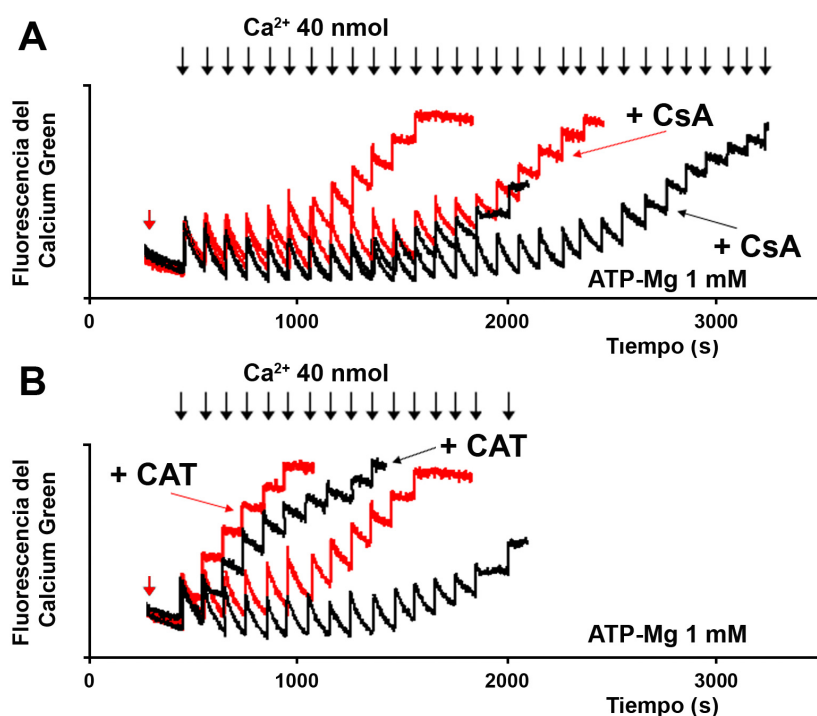 A
Ca²⁺ 40 nmol
Fluorescencia del
Calcium Green
+ CsA
+ CsA
ATP-Mg 1 mM
0
1000
2000
3000
Tiempo (s)
B
Ca²⁺ 40 nmol
Fluorescencia del
Calcium Green
+ CAT
+ CAT
ATP-Mg 1 mM
0
1000
2000
3000
Tiempo (s)